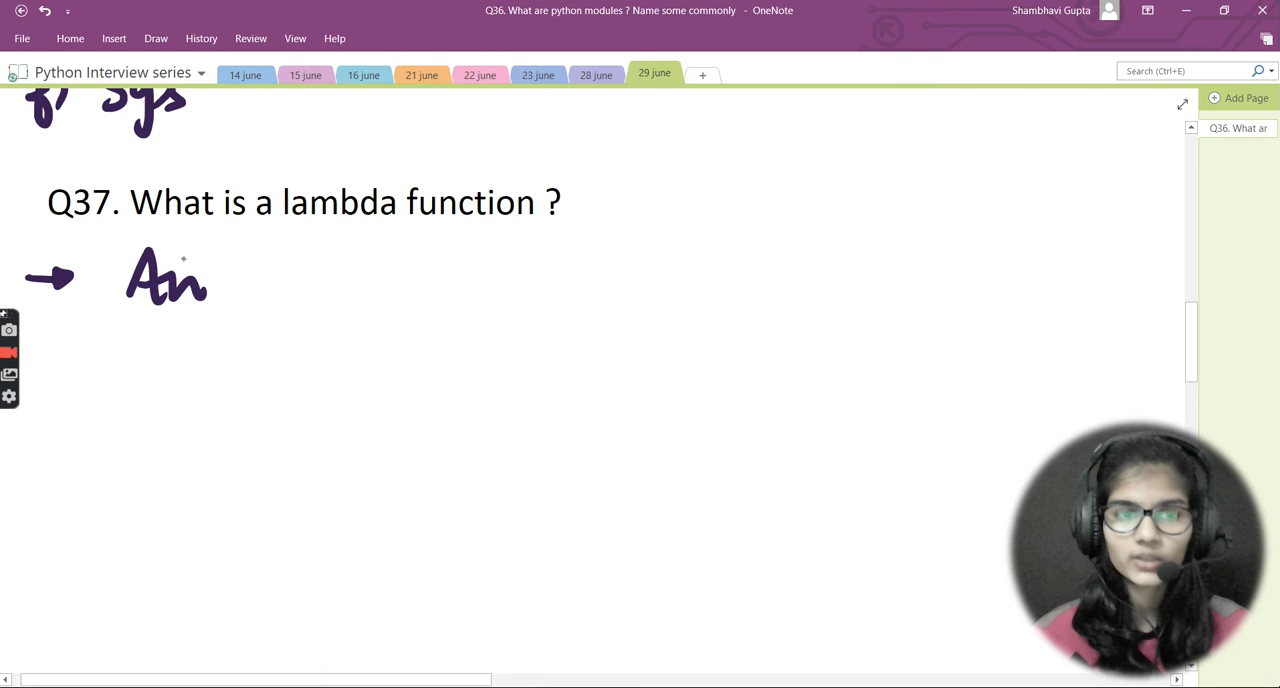 Q36. What are python modules ? Name some commonly - OneNote
Shambhavi Gupta
File Home Insert Draw History Review View Help
Python Interview series
14 june 15 june 16 june 21 june 22 june 23 june 28 june 29 june
Search (Ctrl+E)
Add Page
Q36. What ar
f) Sys
Q37. What is a lambda function ?
→ An